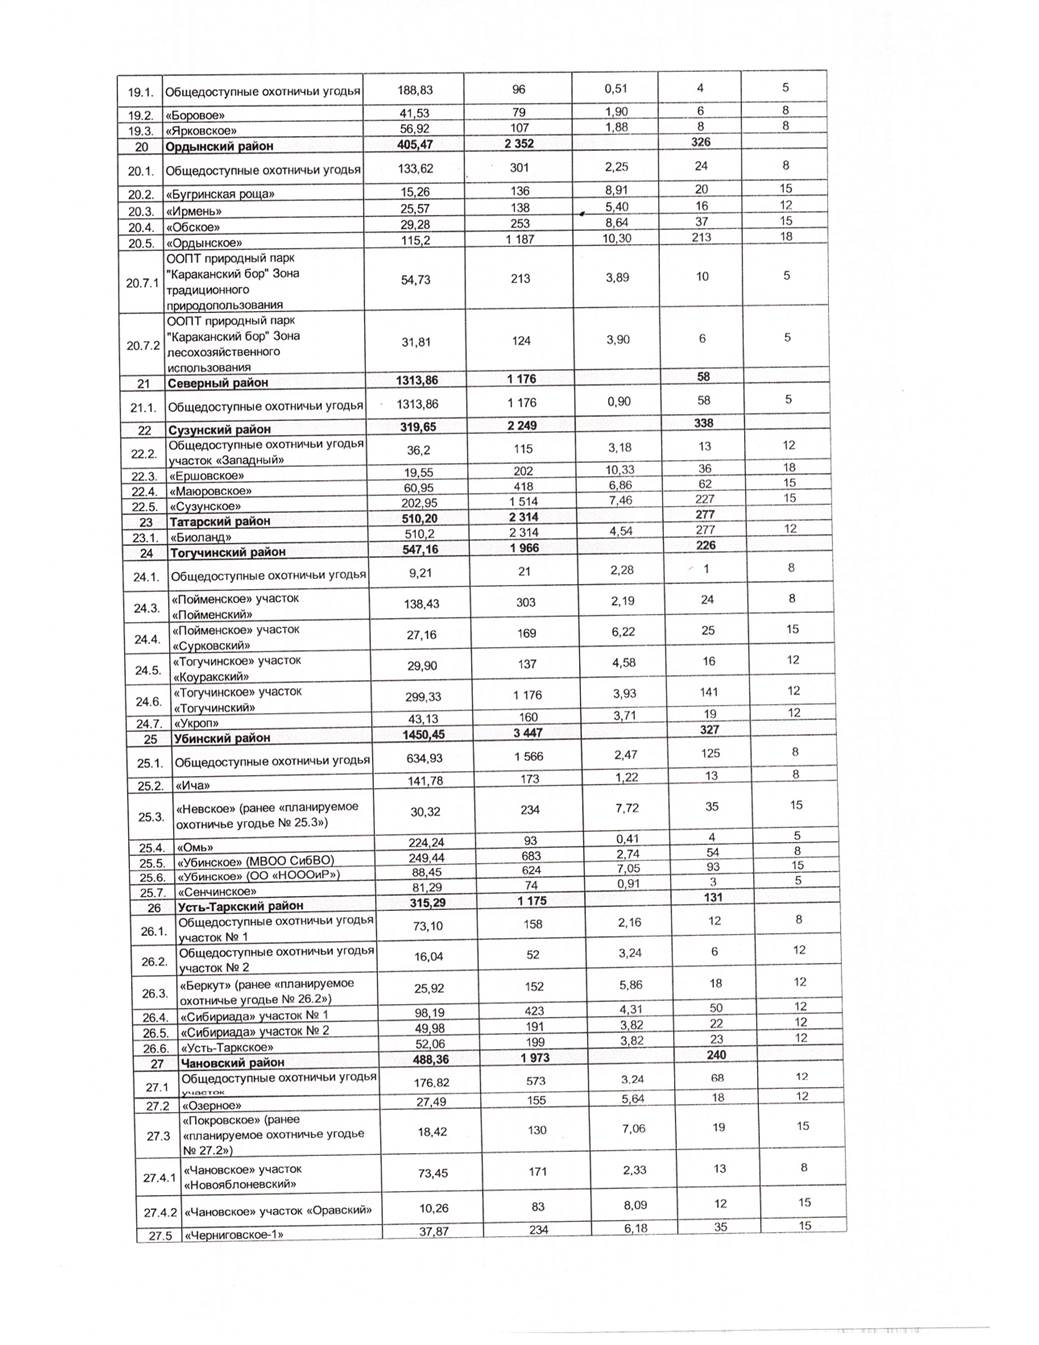 19.1. Общедоступные охотничьи угодья 188,83 96 0,51 4 5
19.2. «Боровое» 41,53 79 1,90 6 8
19.3. «Ярковское» 56,92 107 1,88 8 8
20 Ордынский район 405,47 2 352 326
20.1. Общедоступные охотничьи угодья 133,62 301 2,25 24 8
20.2. «Бугринская роща» 15,26 136 8,91 20 15
20.3. «Ирмень» 25,57 138 5,40 16 12
20.4. «Обское» 29,28 253 8,64 37 15
20.5. «Ордынское» 115,2 1 187 10,30 213 18
ООПТ природный парк
"Караканский бор" Зона
20.7.1 традиционного 54,73 213 3,89 10 5
природопользования
ООПТ природный парк
"Караканский бор" Зона
20.7.2 лесохозяйственного 31,81 124 3,90 6 5
использования
21 Северный район 1313,86 1 176 58
21.1. Общедоступные охотничьи угодья 1313,86 1 176 0,90 58 5
22 Сузунский район 319,65 2 249 338
22.2. Общедоступные охотничьи угодья 36,2 115 3,18 13 12
участок «Западный»
22.3. «Ершовское» 19,55 202 10,33 36 18
22.4. «Маюровское» 60,95 418 6,86 62 15
22.5. «Сузунское» 202,95 1 514 7,46 227 15
23 Татарский район 510,20 2 314 277
23.1. «Биоланд» 510,2 2 314 4,54 277 12
24 Тогучинский район 547,16 1 966 226
24.1. Общедоступные охотничьи угодья 9,21 21 2,28 1 8
24.3. «Пойменское» участок 138,43 303 2,19 24 8
«Пойменский»
24.4. «Пойменское» участок 27,16 169 6,22 25 15
«Сурковский»
24.5. «Тогучинское» участок 29,90 137 4,58 16 12
«Коуракский»
24.6. «Тогучинское» участок 299,33 1 176 3,93 141 12
«Тогучинский»
24.7. «Укроп» 43,13 160 3,71 19 12
25 Убинский район 1450,45 3 447 327
25.1. Общедоступные охотничьи угодья 634,93 1 566 2,47 125 8
25.2. «Ича» 141,78 173 1,22 13 8
25.3. «Невское» (ранее «планируемое 30,32 234 7,72 35 15
охотничье угодье № 25.3»)
25.4. «Омь» 224,24 93 0,41 4 5
25.5. «Убинское» (МВОО СибВО) 249,44 683 2,74 54 8
25.6. «Убинское» (ОО «НОООиР») 88,45 624 7,05 93 15
25.7. «Сенчинское» 81,29 74 0,91 3 5
26 Усть-Таркский район 315,29 1 175 131
26.1. Общедоступные охотничьи угодья 73,10 158 2,16 12 8
участок № 1
26.2. Общедоступные охотничьи угодья 16,04 52 3,24 6 12
участок № 2
26.3. «Беркут» (ранее «планируемое 25,92 152 5,86 18 12
охотничье угодье № 26.2»)
26.4. «Сибириада» участок № 1 98,19 423 4,31 50 12
26.5. «Сибириада» участок № 2 49,98 191 3,82 22 12
26.6. «Усть-Таркское» 52,06 199 3,82 23 12
27 Чановский район 488,36 1 973 240
27.1 Общедоступные охотничьи угодья 176,82 573 3.24 68 12
участок
27.2 «Озерное» 27,49 155 5,64 18 12
«Покровское» (ранее
27.3 «планируемое охотничье угодье 18,42 130 7,06 19 15
№ 27.2»)
27.4.1 «Чановское» участок 73,45 171 2,33 13 8
«Новояблоневский»
27.4.2 «Чановское» участок «Оравский» 10,26 83 8,09 12 15
27.5 «Черниговское-1» 37,87 234 6,18 35 15